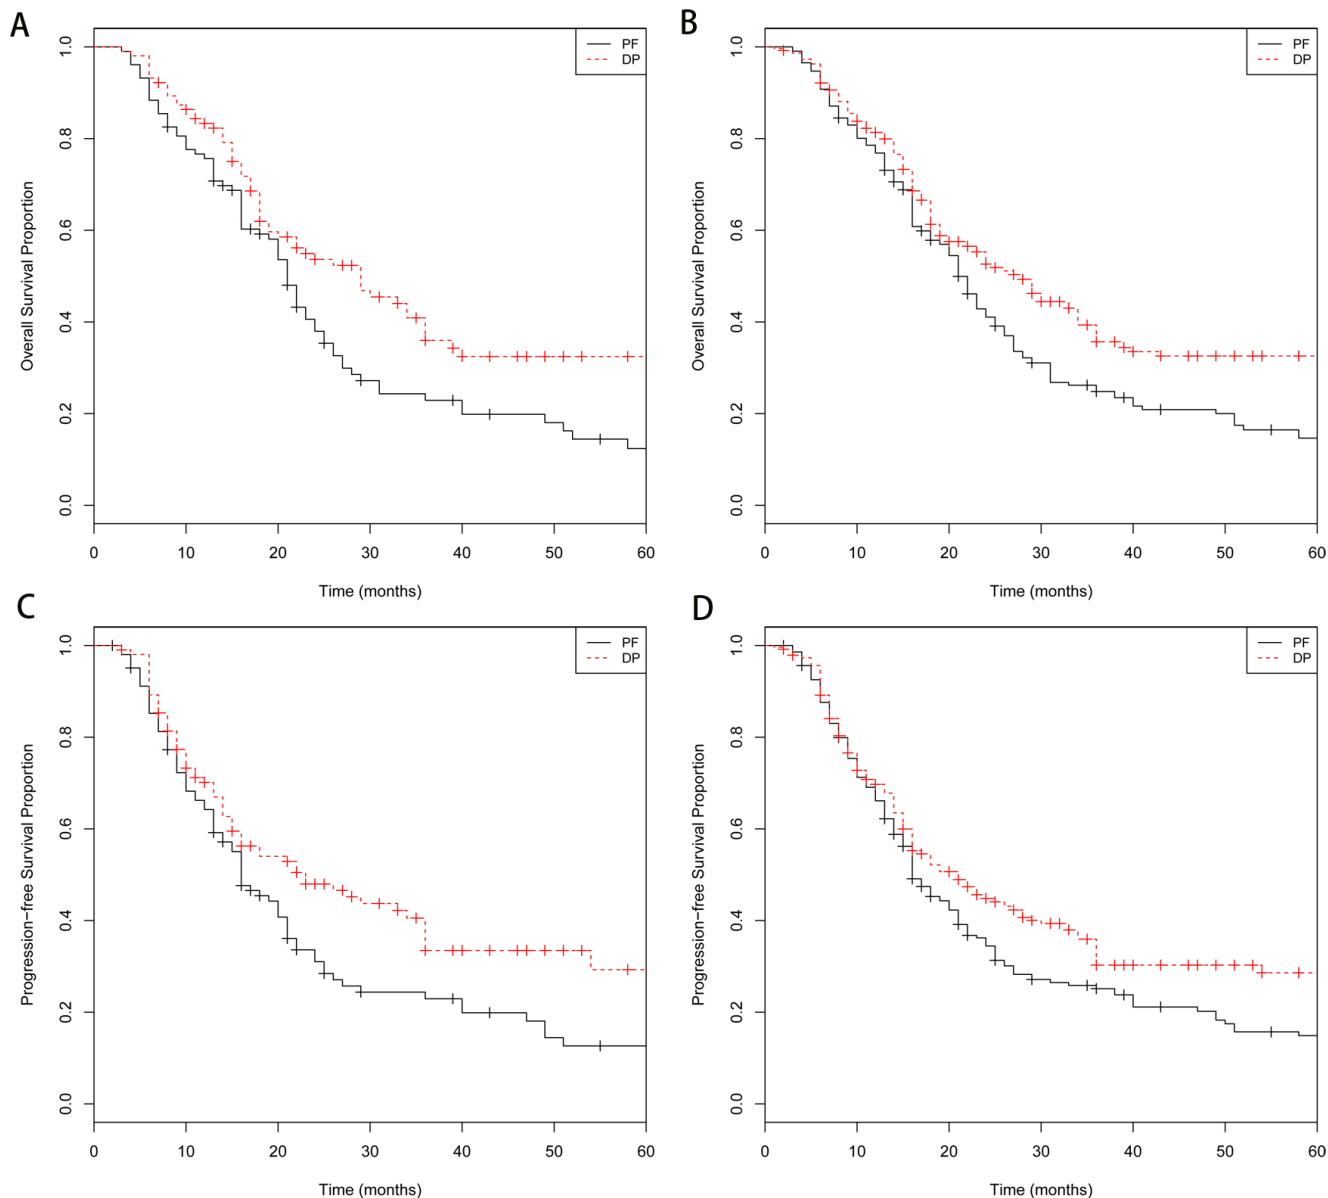 A
PF
DP
Overall Survival Proportion
0.0 0.2 0.4 0.6 0.8 1.0
0 10 20 30 40 50 60
Time (months)
B
PF
DP
Overall Survival Proportion
0.0 0.2 0.4 0.6 0.8 1.0
0 10 20 30 40 50 60
Time (months)
C
PF
DP
Progression−free Survival Proportion
0.0 0.2 0.4 0.6 0.8 1.0
0 10 20 30 40 50 60
Time (months)
D
PF
DP
Progression−free Survival Proportion
0.0 0.2 0.4 0.6 0.8 1.0
0 10 20 30 40 50 60
Time (months)